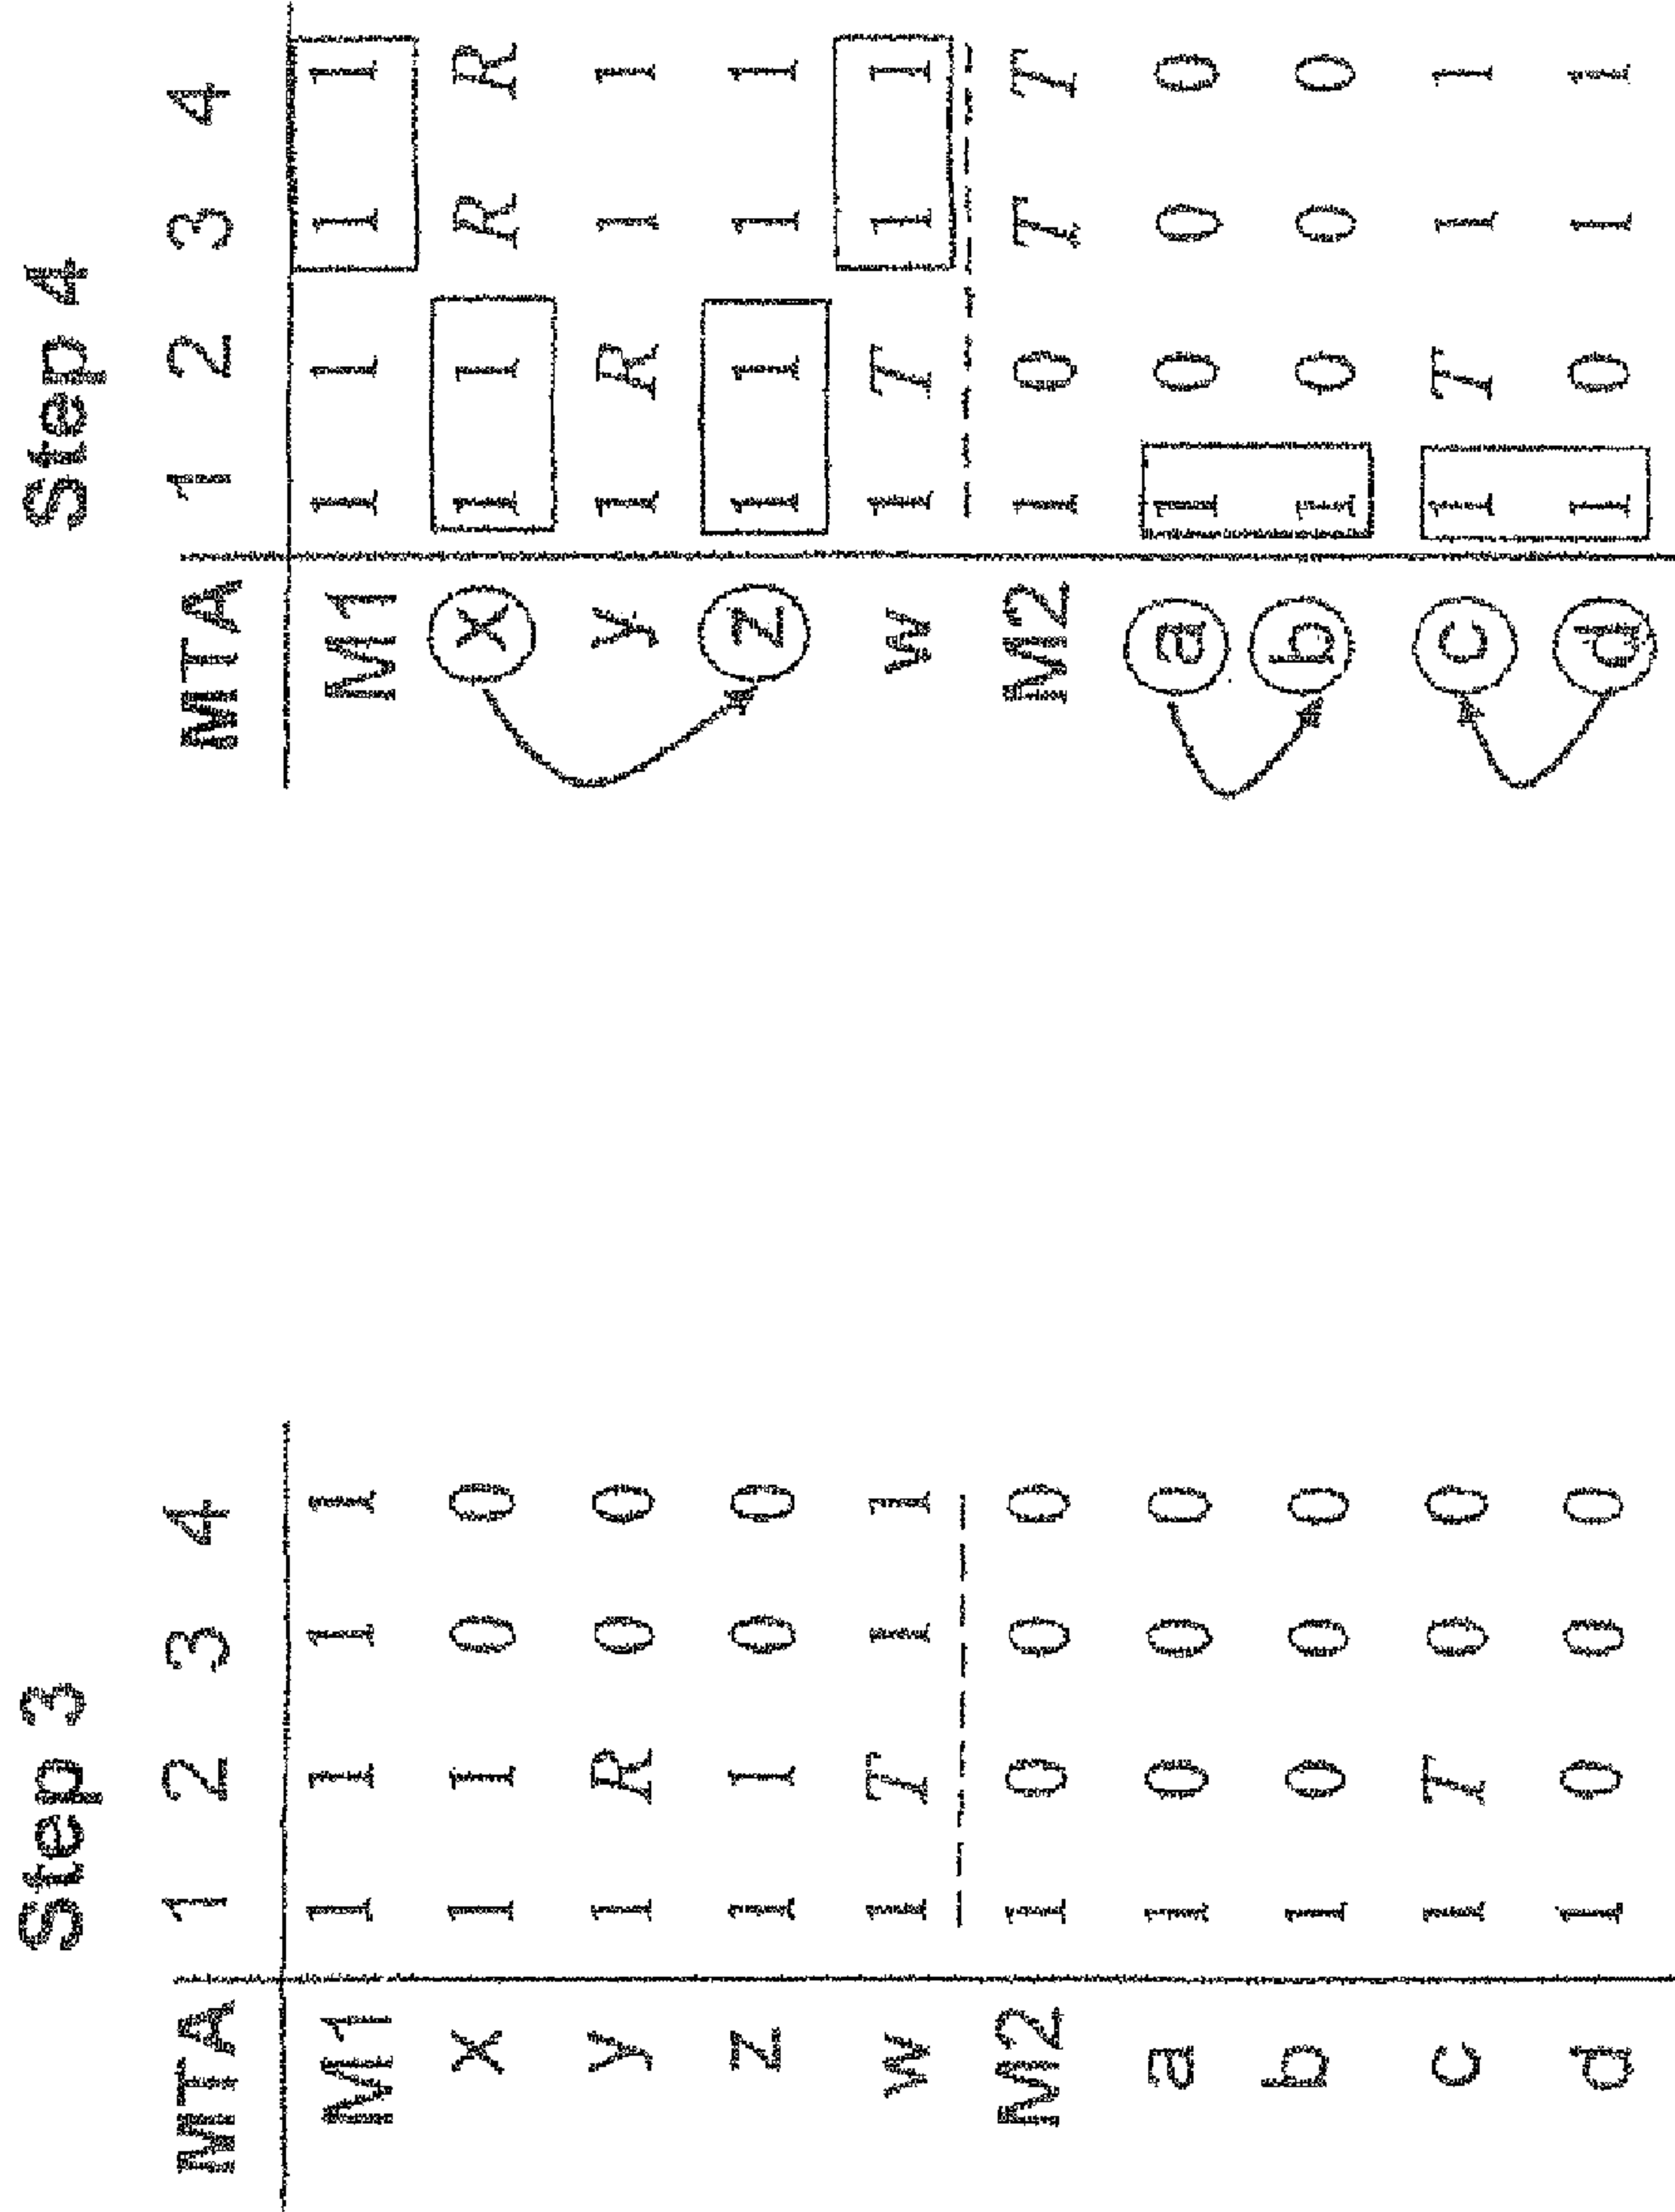 Step 3
MTA 1 2 3 4
M1 1 1 1 1
x 1 1 0 0
y 1 R 0 0
z 1 1 0 0
w 1 T 1 1
M2 1 0 0 0
a 1 0 0 0
b 1 0 0 0
c 1 T 0 0
d 1 0 0 0
Step 4
MTA 1 2 3 4
M1 1 1 1 1
x 1 1 R R
y 1 R 1 1
z 1 1 1 1
w 1 T 1 1
M2 1 0 T T
a 1 0 0 0
b 1 0 0 0
c 1 T 1 1
d 1 0 1 1